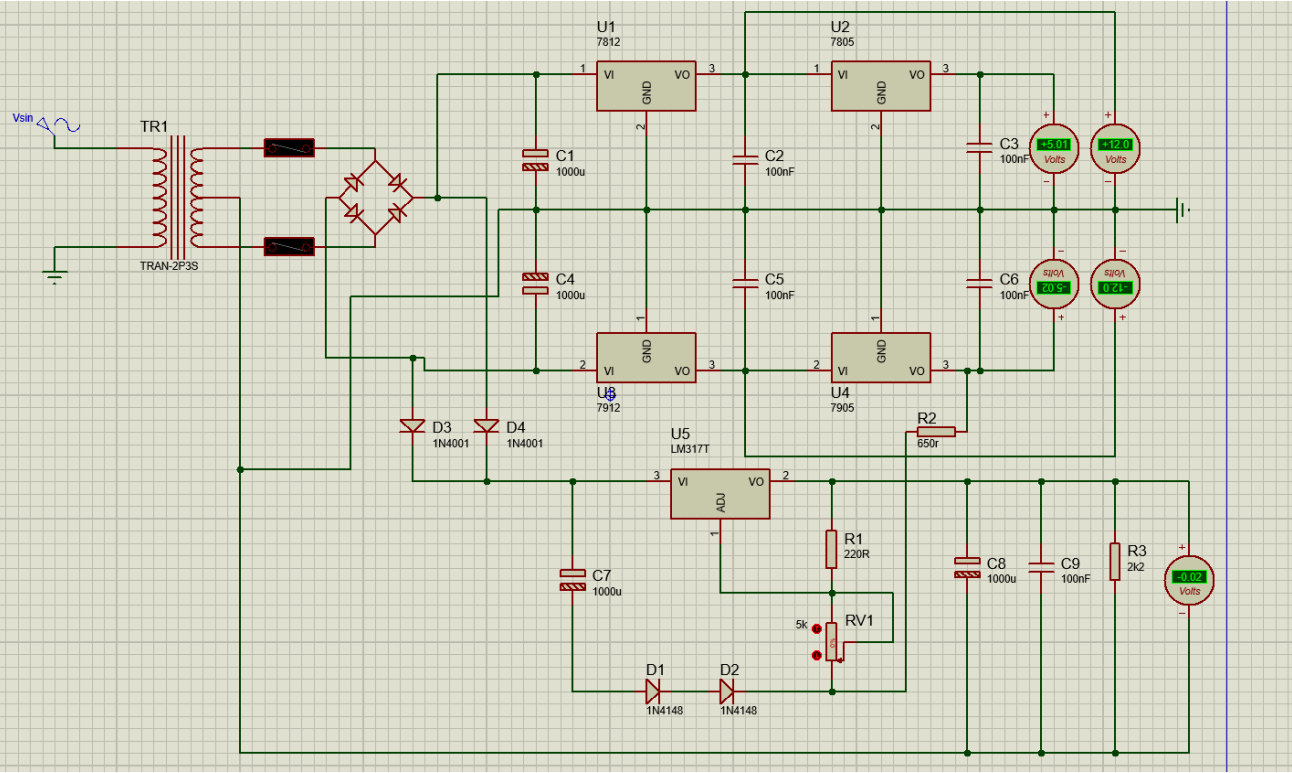 Vsin
TR1
TRAN-2P3S
U1
7812
1 VI VO 3
GND
2
U2
7805
1 VI VO 3
GND
2
C1
1000u
C2
100nF
C3
100nF
+5.01
Volts
+12.0
Volts
+ +
− −
C4
1000u
C5
100nF
C6
100nF
-5.02
Volts
-12.0
Volts
− −
+ +
1
GND
2 VI VO 3
U3
7912
1
GND
2 VI VO 3
U4
7905
R2
650r
D3
1N4001
D4
1N4001
U5
LM317T
3 VI VO 2
ADJ
1
R1
220R
C7
1000u
5k
RV1
0%
D1
1N4148
D2
1N4148
C8
1000u
C9
100nF
R3
2k2
+
-0.02
Volts
−